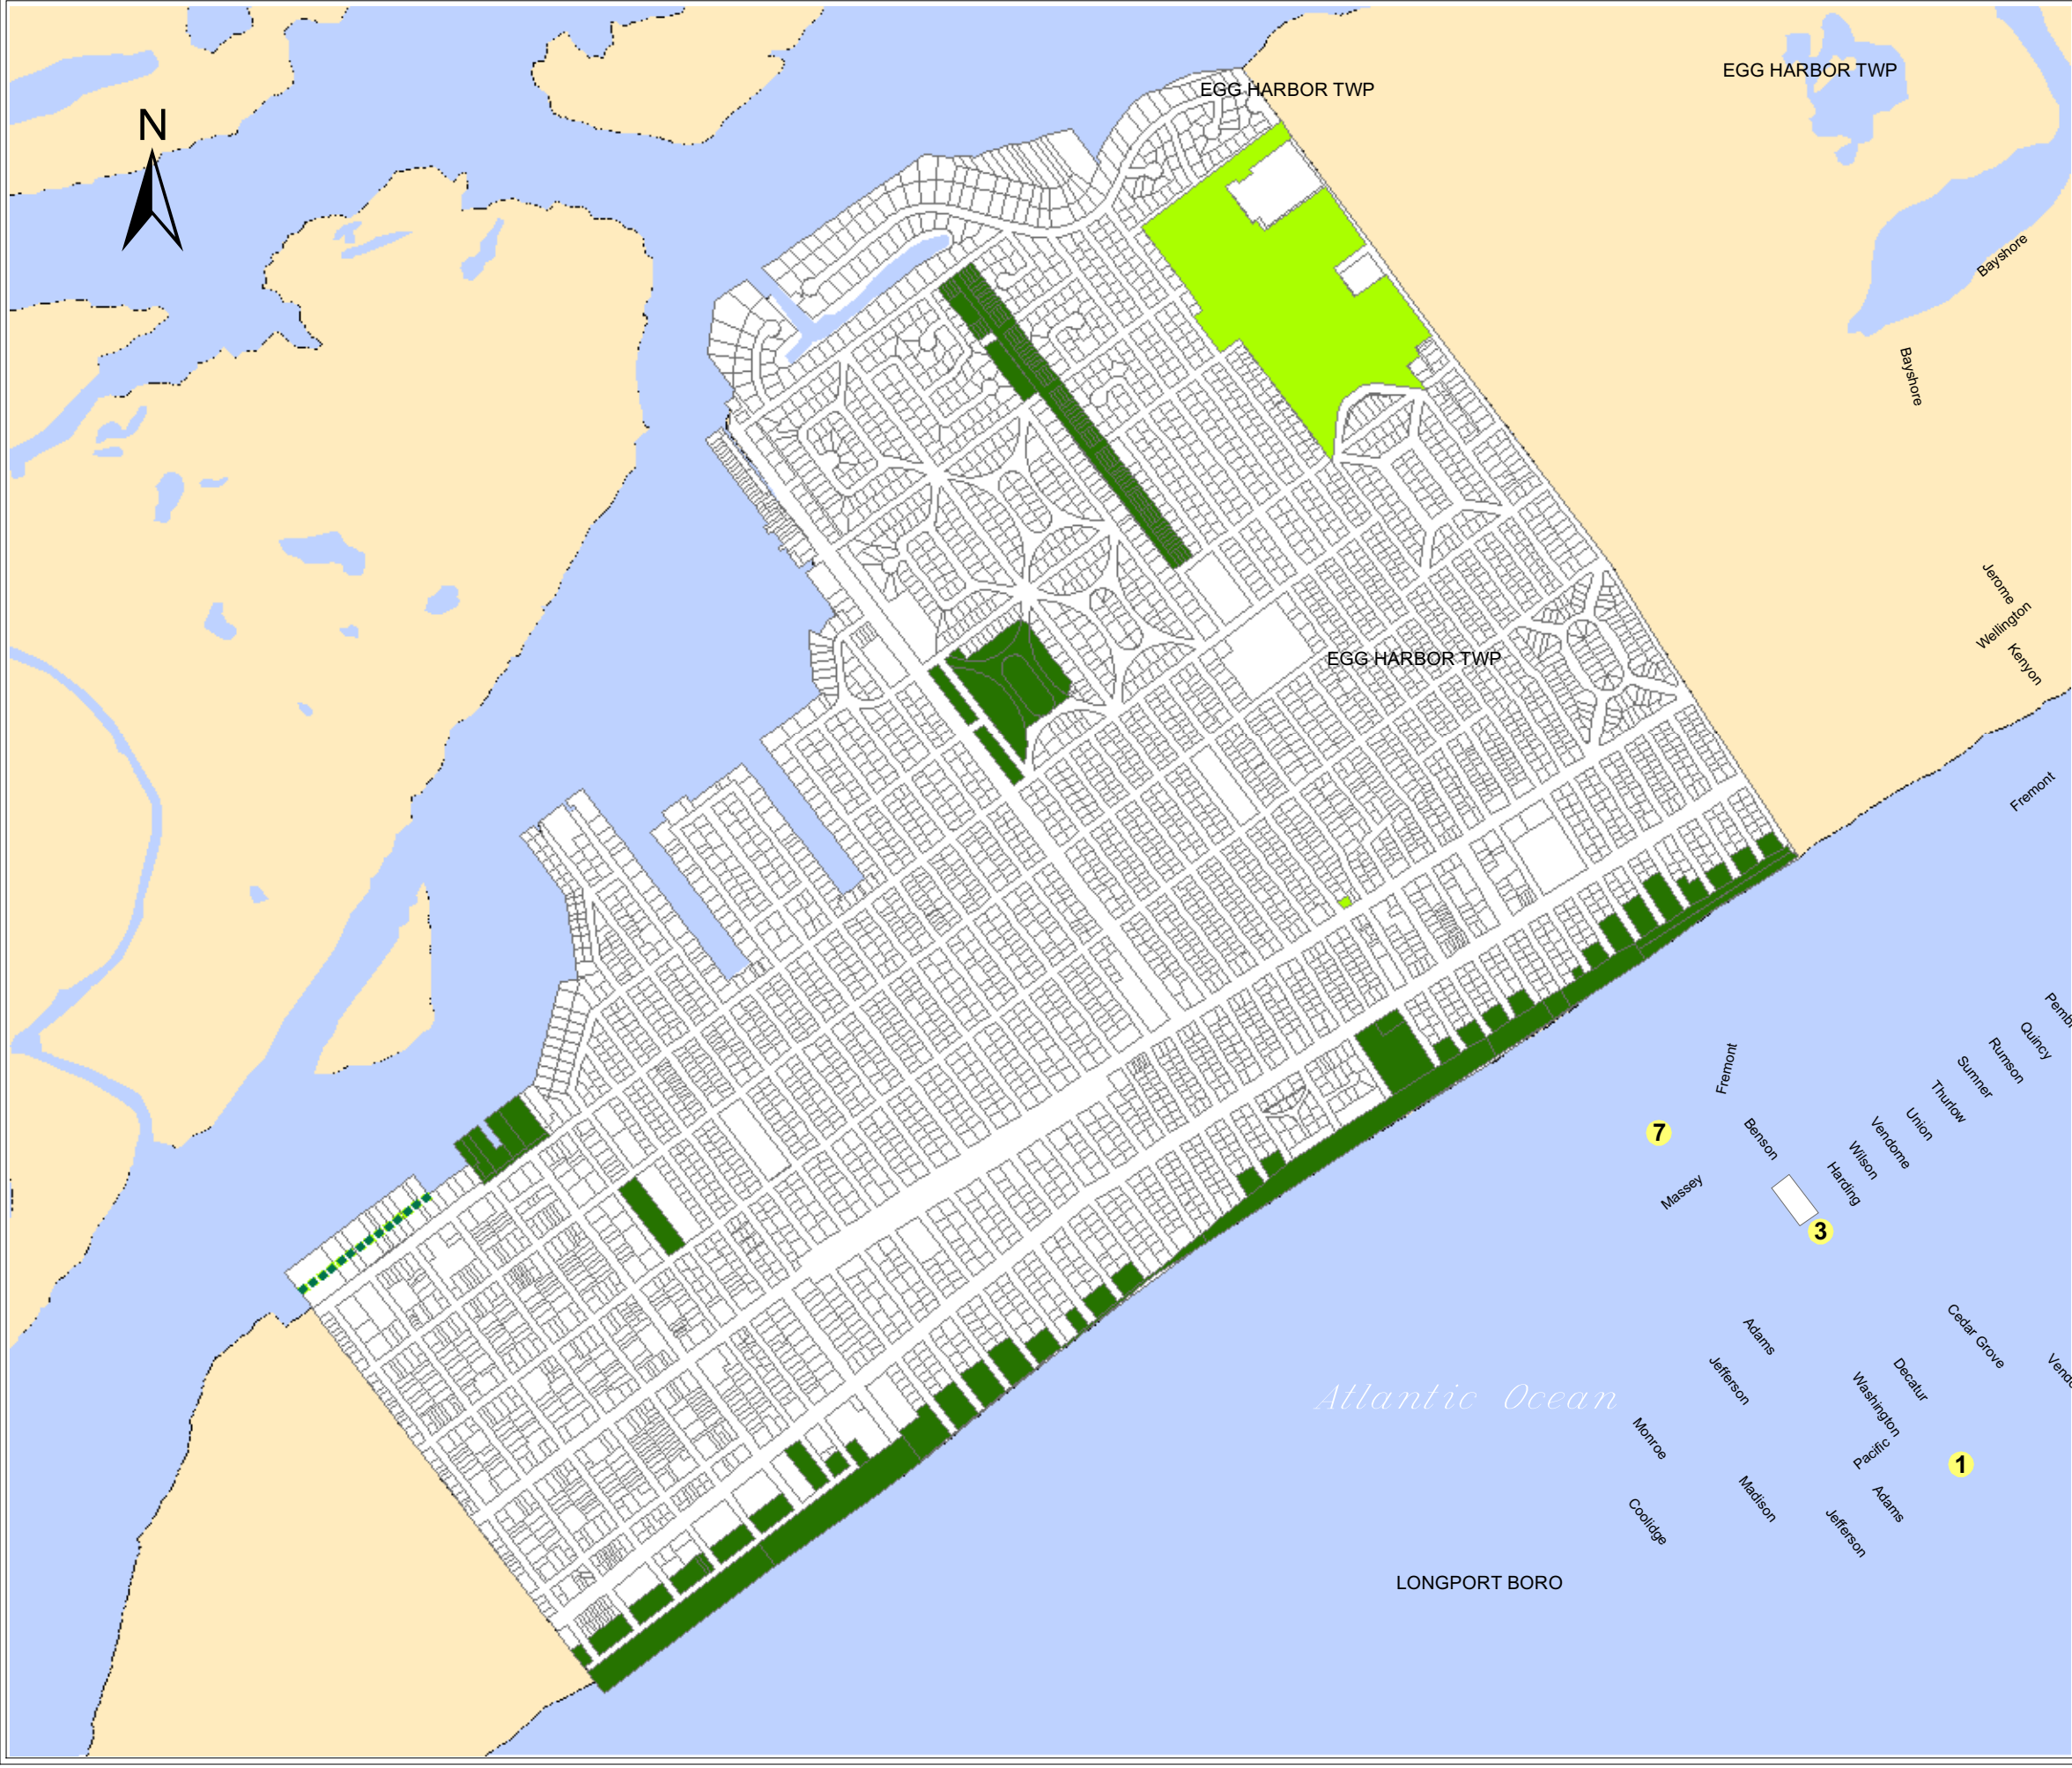 EGG HARBOR TWP
EGG HARBOR TWP
N
Bayshore
Bayshore
Jerome
Wellington
Kenyon
EGG HARBOR TWP
Fremont
Quincy
Rumson
Sumner
Fremont
Thurlow
Union
7
Benson
Vendome
Wilson
Harding
Massey
3
Adams
Cedar Grove
Jefferson
Decatur
Washington
Atlantic Ocean
Monroe
Pacific
1
Madison
Adams
Coolidge
Jefferson
LONGPORT BORO